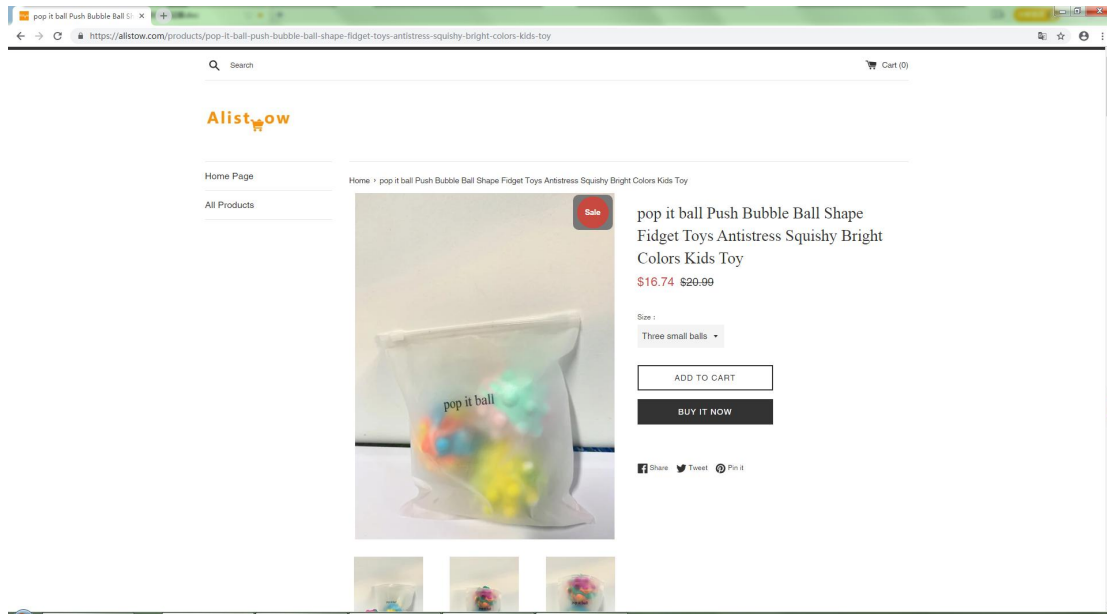 pop it ball Push Bubble Ball Sh
https://alistow.com/products/pop-it-ball-push-bubble-ball-shape-fidget-toys-antistress-squishy-bright-colors-kids-toy
Search
Cart (0)
Alistow
Home Page
All Products
Home › pop it ball Push Bubble Ball Shape Fidget Toys Antistress Squishy Bright Colors Kids Toy
Sale
pop it ball
pop it ball Push Bubble Ball Shape
Fidget Toys Antistress Squishy Bright
Colors Kids Toy
$16.74 $20.99
Size :
Three small balls
ADD TO CART
BUY IT NOW
Share Tweet Pin it